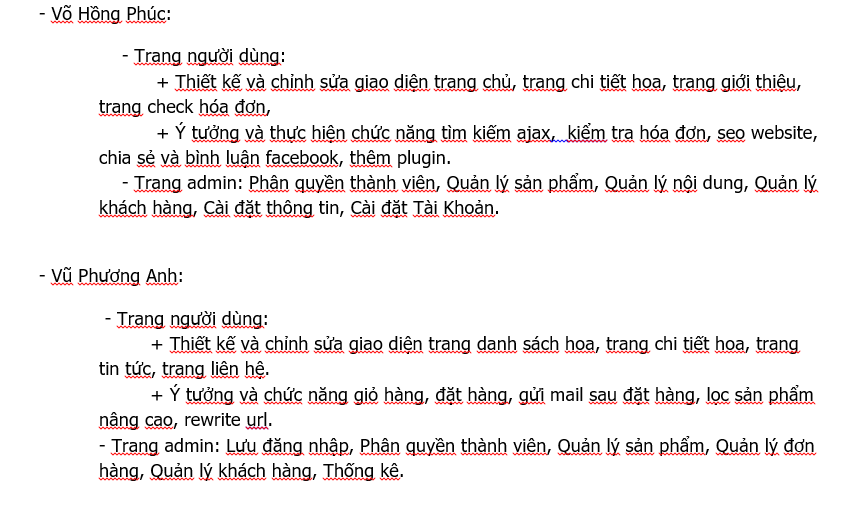 - Võ Hồng Phúc:
- Trang người dùng:
+ Thiết kế và chỉnh sửa giao diện trang chủ, trang chi tiết hoa, trang giới thiệu,
trang check hóa đơn,
+ Ý tưởng và thực hiện chức năng tìm kiếm ajax,  kiểm tra hóa đơn, seo website,
chia sẻ và bình luận facebook, thêm plugin.
- Trang admin: Phân quyền thành viên, Quản lý sản phẩm, Quản lý nội dung, Quản lý
khách hàng, Cài đặt thông tin, Cài đặt Tài Khoản.
- Vũ Phương Anh:
- Trang người dùng:
+ Thiết kế và chỉnh sửa giao diện trang danh sách hoa, trang chi tiết hoa, trang
tin tức, trang liên hệ.
+ Ý tưởng và chức năng giỏ hàng, đặt hàng, gửi mail sau đặt hàng, lọc sản phẩm
nâng cao, rewrite url.
- Trang admin: Lưu đăng nhập, Phân quyền thành viên, Quản lý sản phẩm, Quản lý đơn
hàng, Quản lý khách hàng, Thống kê.